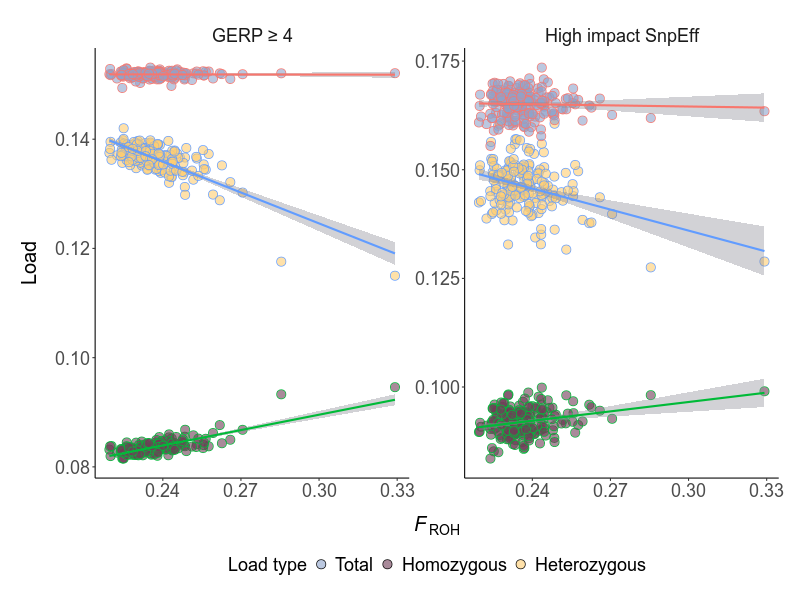 GERP ≥ 4
High impact SnpEff
Load
0.14
0.12
0.10
0.08
0.175
0.150
0.125
0.100
0.24 0.27 0.30 0.33
0.24 0.27 0.30 0.33
FROH
Load type Total Homozygous Heterozygous